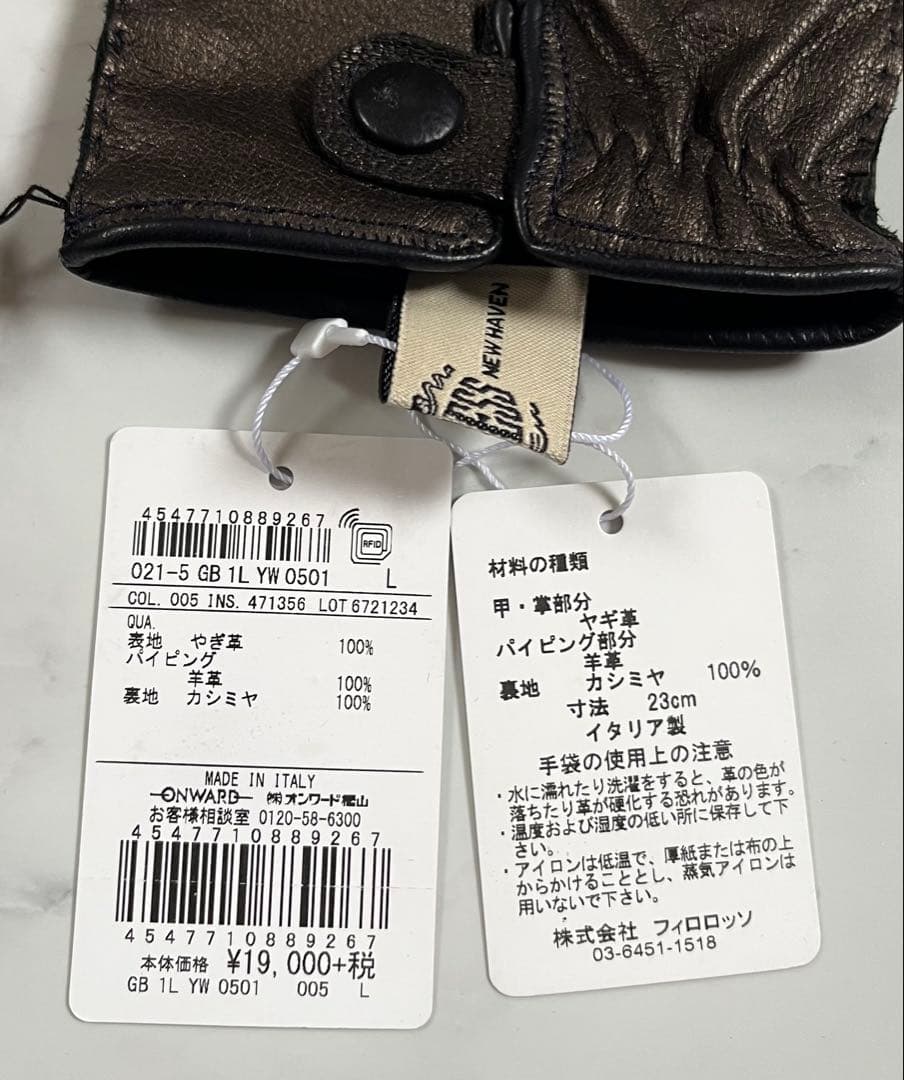 NEW HAVEN
4547710889267
RFID
021-5 GB 1L YW 0501 L
COL. 005 INS. 471356 LOT 6721234
QUA.
表地 やぎ革 100%
パイピング
羊革 100%
裏地 カシミヤ 100%
MADE IN ITALY
ONWARD ㈱オンワード樫山
お客様相談室 0120-58-6300
4547710889267
4547710889267
本体価格 ¥19,000+税
GB 1L YW 0501 005 L
材料の種類
甲・掌部分
ヤギ革
パイピング部分
羊革
裏地 カシミヤ 100%
寸法 23cm
イタリア製
手袋の使用上の注意
・水に濡れたり洗濯をすると、革の色が
落ちたり革が硬化する恐れがあります。
・温度および湿度の低い所に保存して下
さい。
・アイロンは低温で、厚紙または布の上
からかけることとし、蒸気アイロンは
用いないで下さい。
株式会社 フィロロッソ
03-6451-1518